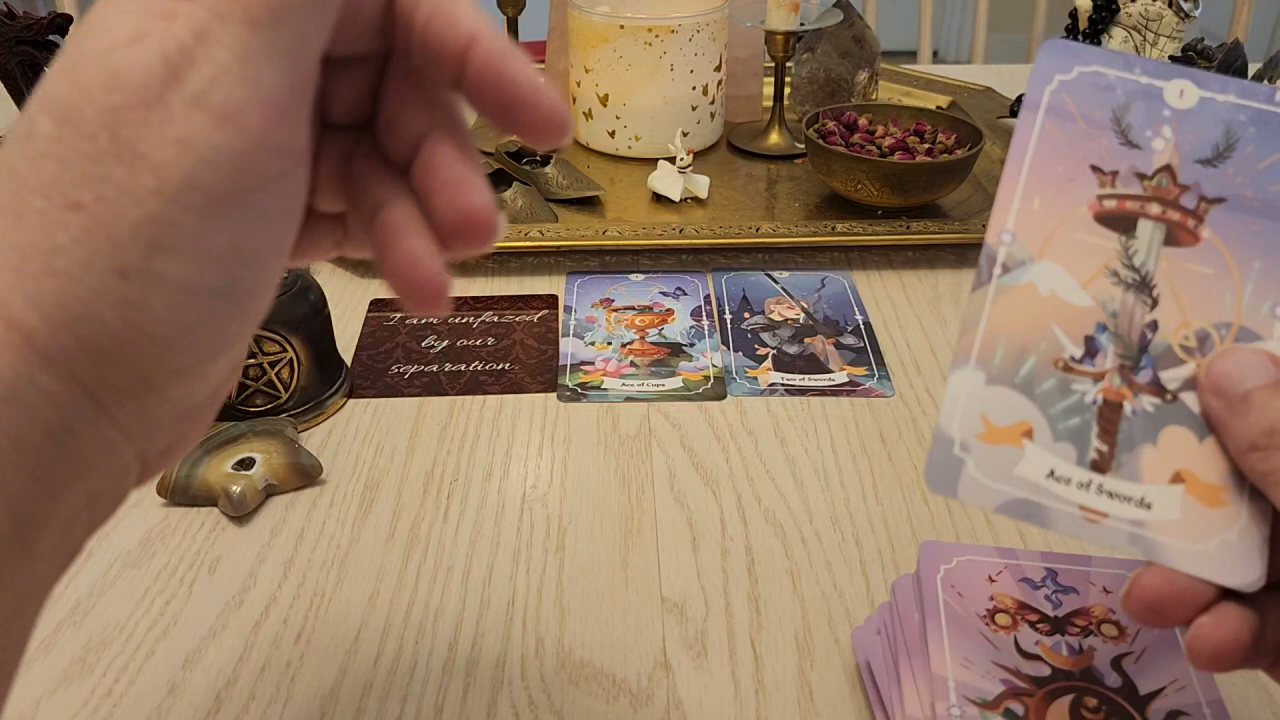 I am unfazed
by our
separation.
Ace of Cups
Two of Swords
I
Ace of Swords